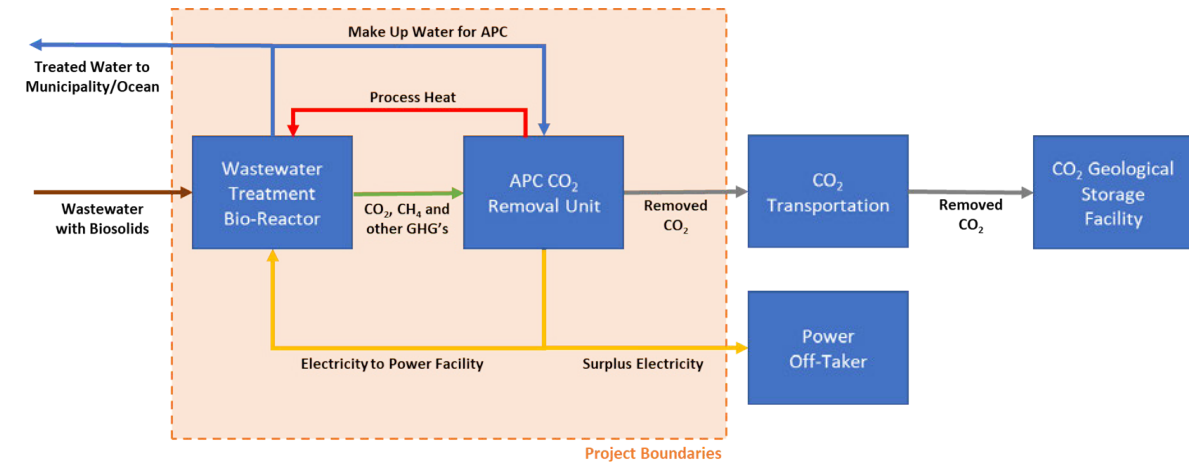 Make Up Water for APC
Treated Water to
Municipality/Ocean
Process Heat
Wastewater
Treatment
Bio-Reactor
APC CO₂
Removal Unit
CO₂
Transportation
CO₂ Geological
Storage
Facility
Wastewater
with Biosolids
CO₂, CH₄ and
other GHG's
Removed
CO₂
Removed
CO₂
Electricity to Power Facility
Surplus Electricity
Power
Off-Taker
Project Boundaries